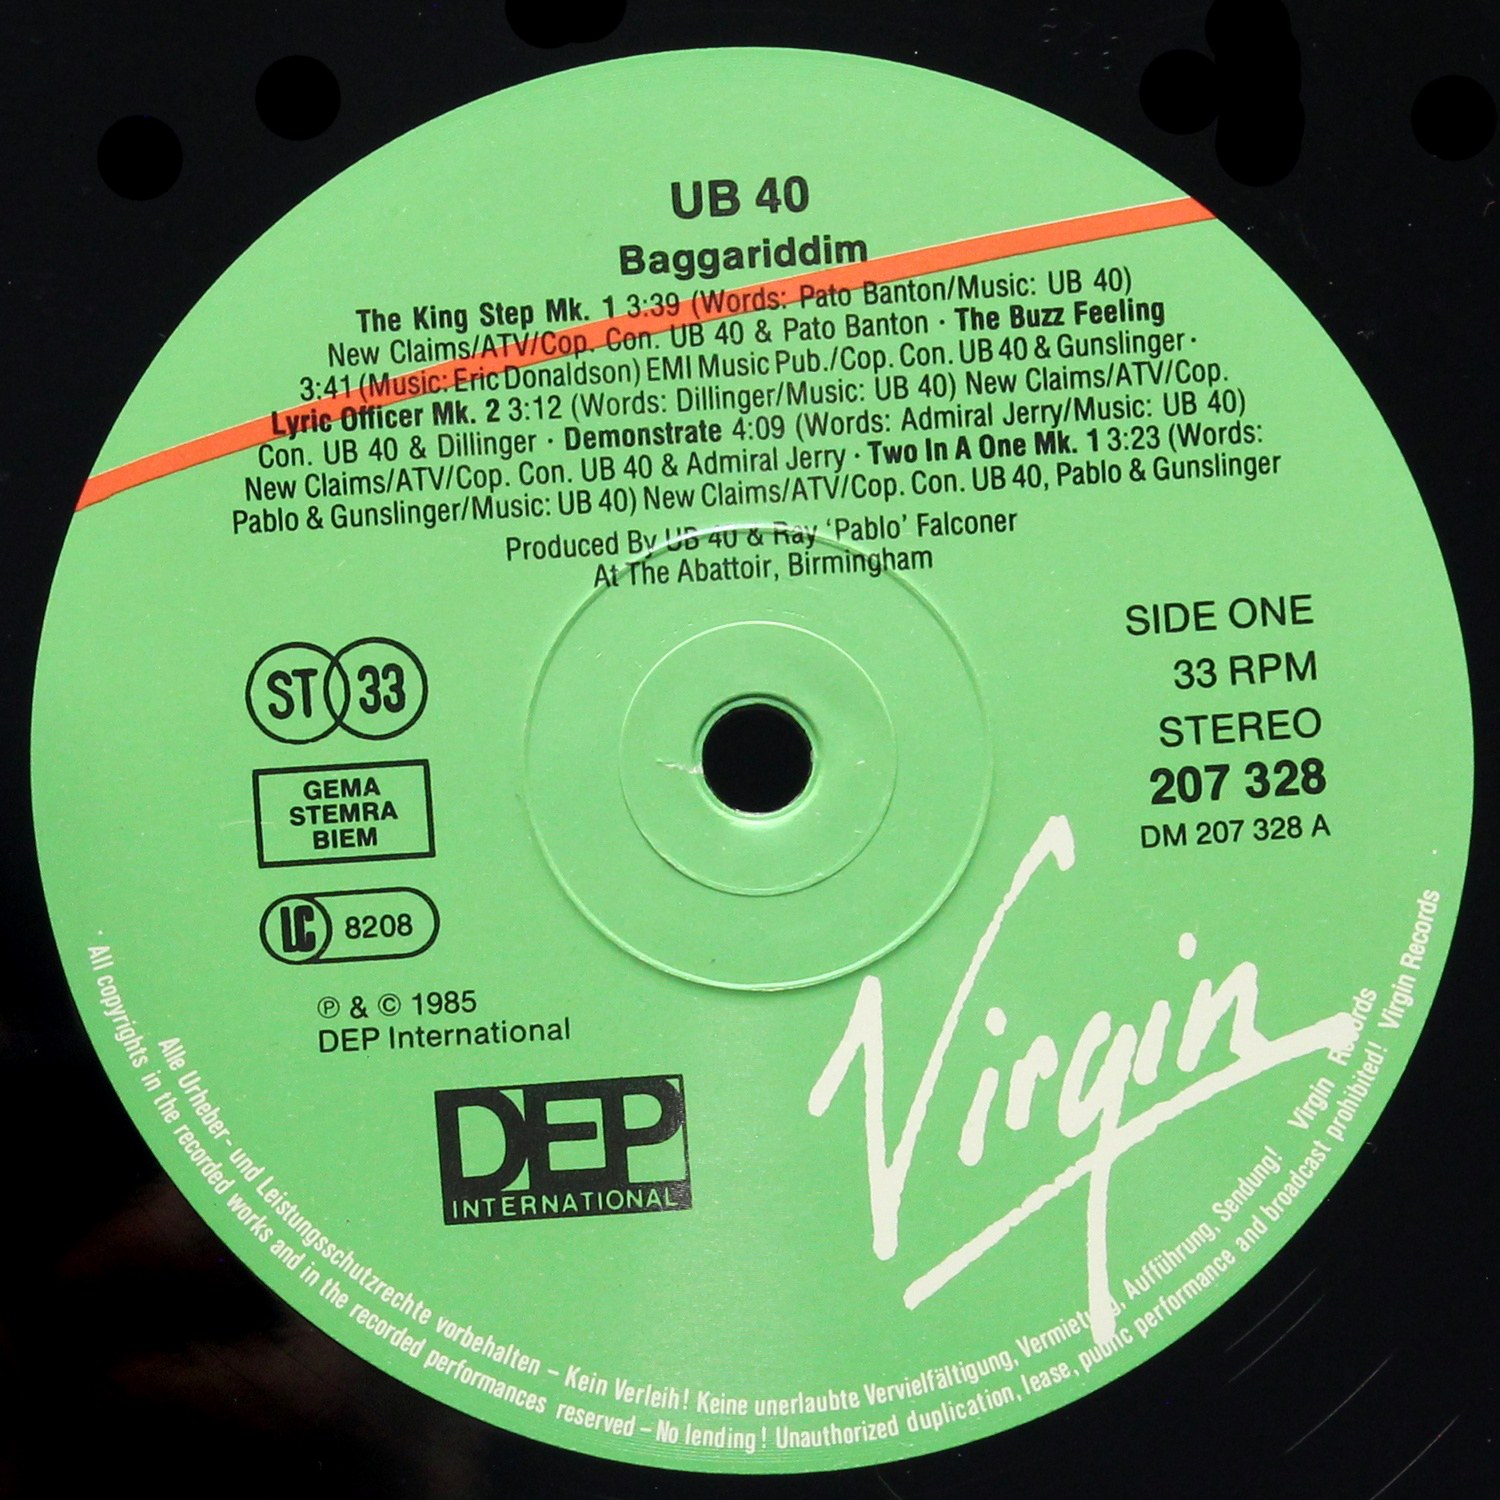 UB 40
Baggariddim
The King Step Mk. 1 3:39 (Words: Pato Banton/Music: UB 40)
New Claims/ATV/Cop. Con. UB 40 & Pato Banton · The Buzz Feeling
3:41 (Music: Eric Donaldson) EMI Music Pub./Cop. Con. UB 40 & Gunslinger ·
Lyric Officer Mk. 2 3:12 (Words: Dillinger/Music: UB 40) New Claims/ATV/Cop.
Con. UB 40 & Dillinger · Demonstrate 4:09 (Words: Admiral Jerry/Music: UB 40)
New Claims/ATV/Cop. Con. UB 40 & Admiral Jerry · Two In A One Mk. 1 3:23 (Words:
Pablo & Gunslinger/Music: UB 40) New Claims/ATV/Cop. Con. UB 40, Pablo & Gunslinger
Produced By UB 40 & Ray ‘Pablo’ Falconer
At The Abattoir, Birmingham
SIDE ONE
33 RPM
STEREO
207 328
DM 207 328 A
ST 33
GEMA
STEMRA
BIEM
LC 8208
℗ & © 1985
DEP International
DEP
INTERNATIONAL
Virgin
Alle Urheber- und Leistungsschutzrechte vorbehalten – Kein Verleih! Keine unerlaubte Vervielfältigung, Vermietung, Aufführung, Sendung! Virgin Records
· All copyrights in the recorded works and in the recorded performances reserved – No lending! Unauthorized duplication, lease, public performance and broadcast prohibited! Virgin Records